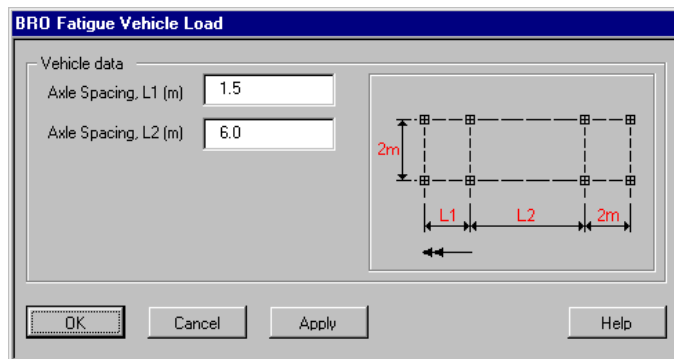 BRO Fatigue Vehicle Load
Vehicle data
Axle Spacing, L1 (m) 1.5
Axle Spacing, L2 (m) 6.0
2m
L1 L2 2m
OK Cancel Apply Help